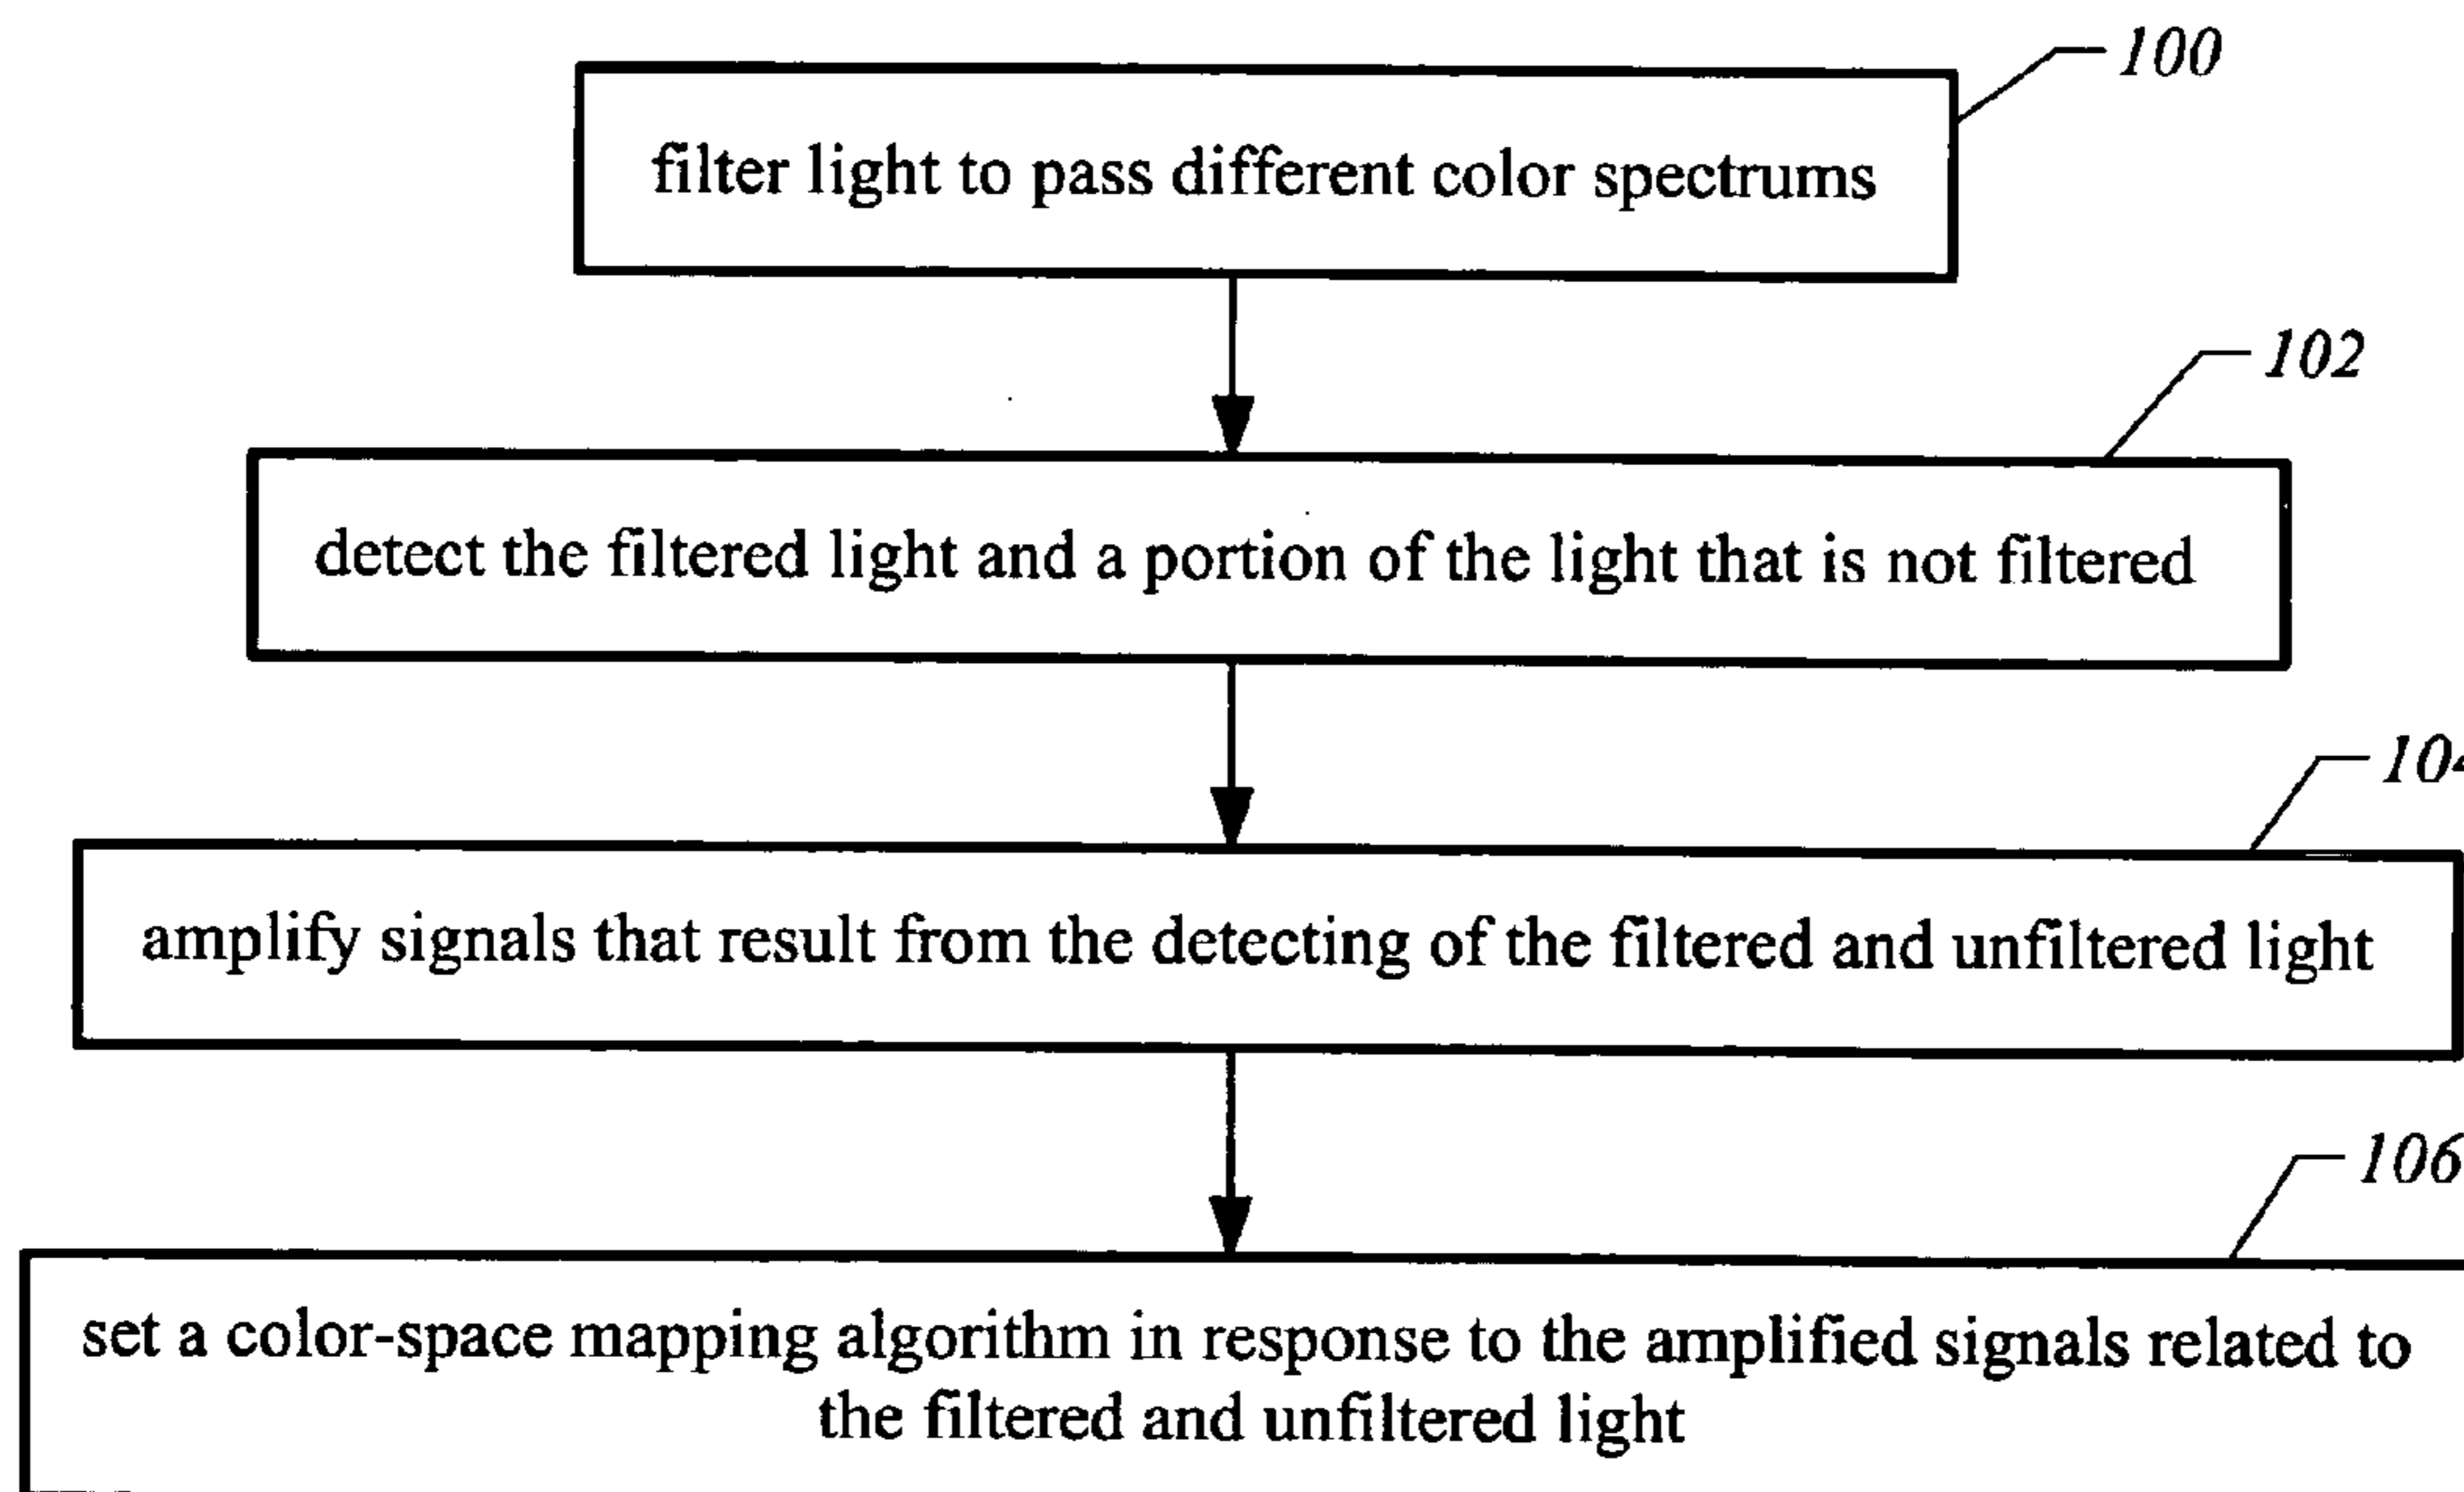 100
filter light to pass different color spectrums
102
detect the filtered light and a portion of the light that is not filtered
104
amplify signals that result from the detecting of the filtered and unfiltered light
106
set a color-space mapping algorithm in response to the amplified signals related to
the filtered and unfiltered light